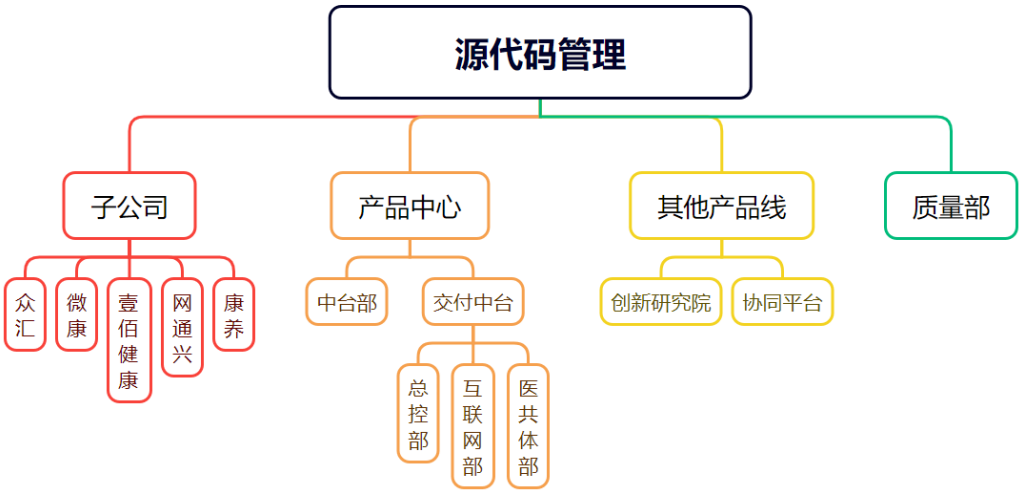 源代码管理
子公司
产品中心
其他产品线
质量部
众汇
微康
壹佰健康
网通兴
康养
中台部
交付中台
创新研究院
协同平台
总控部
互联网部
医共体部